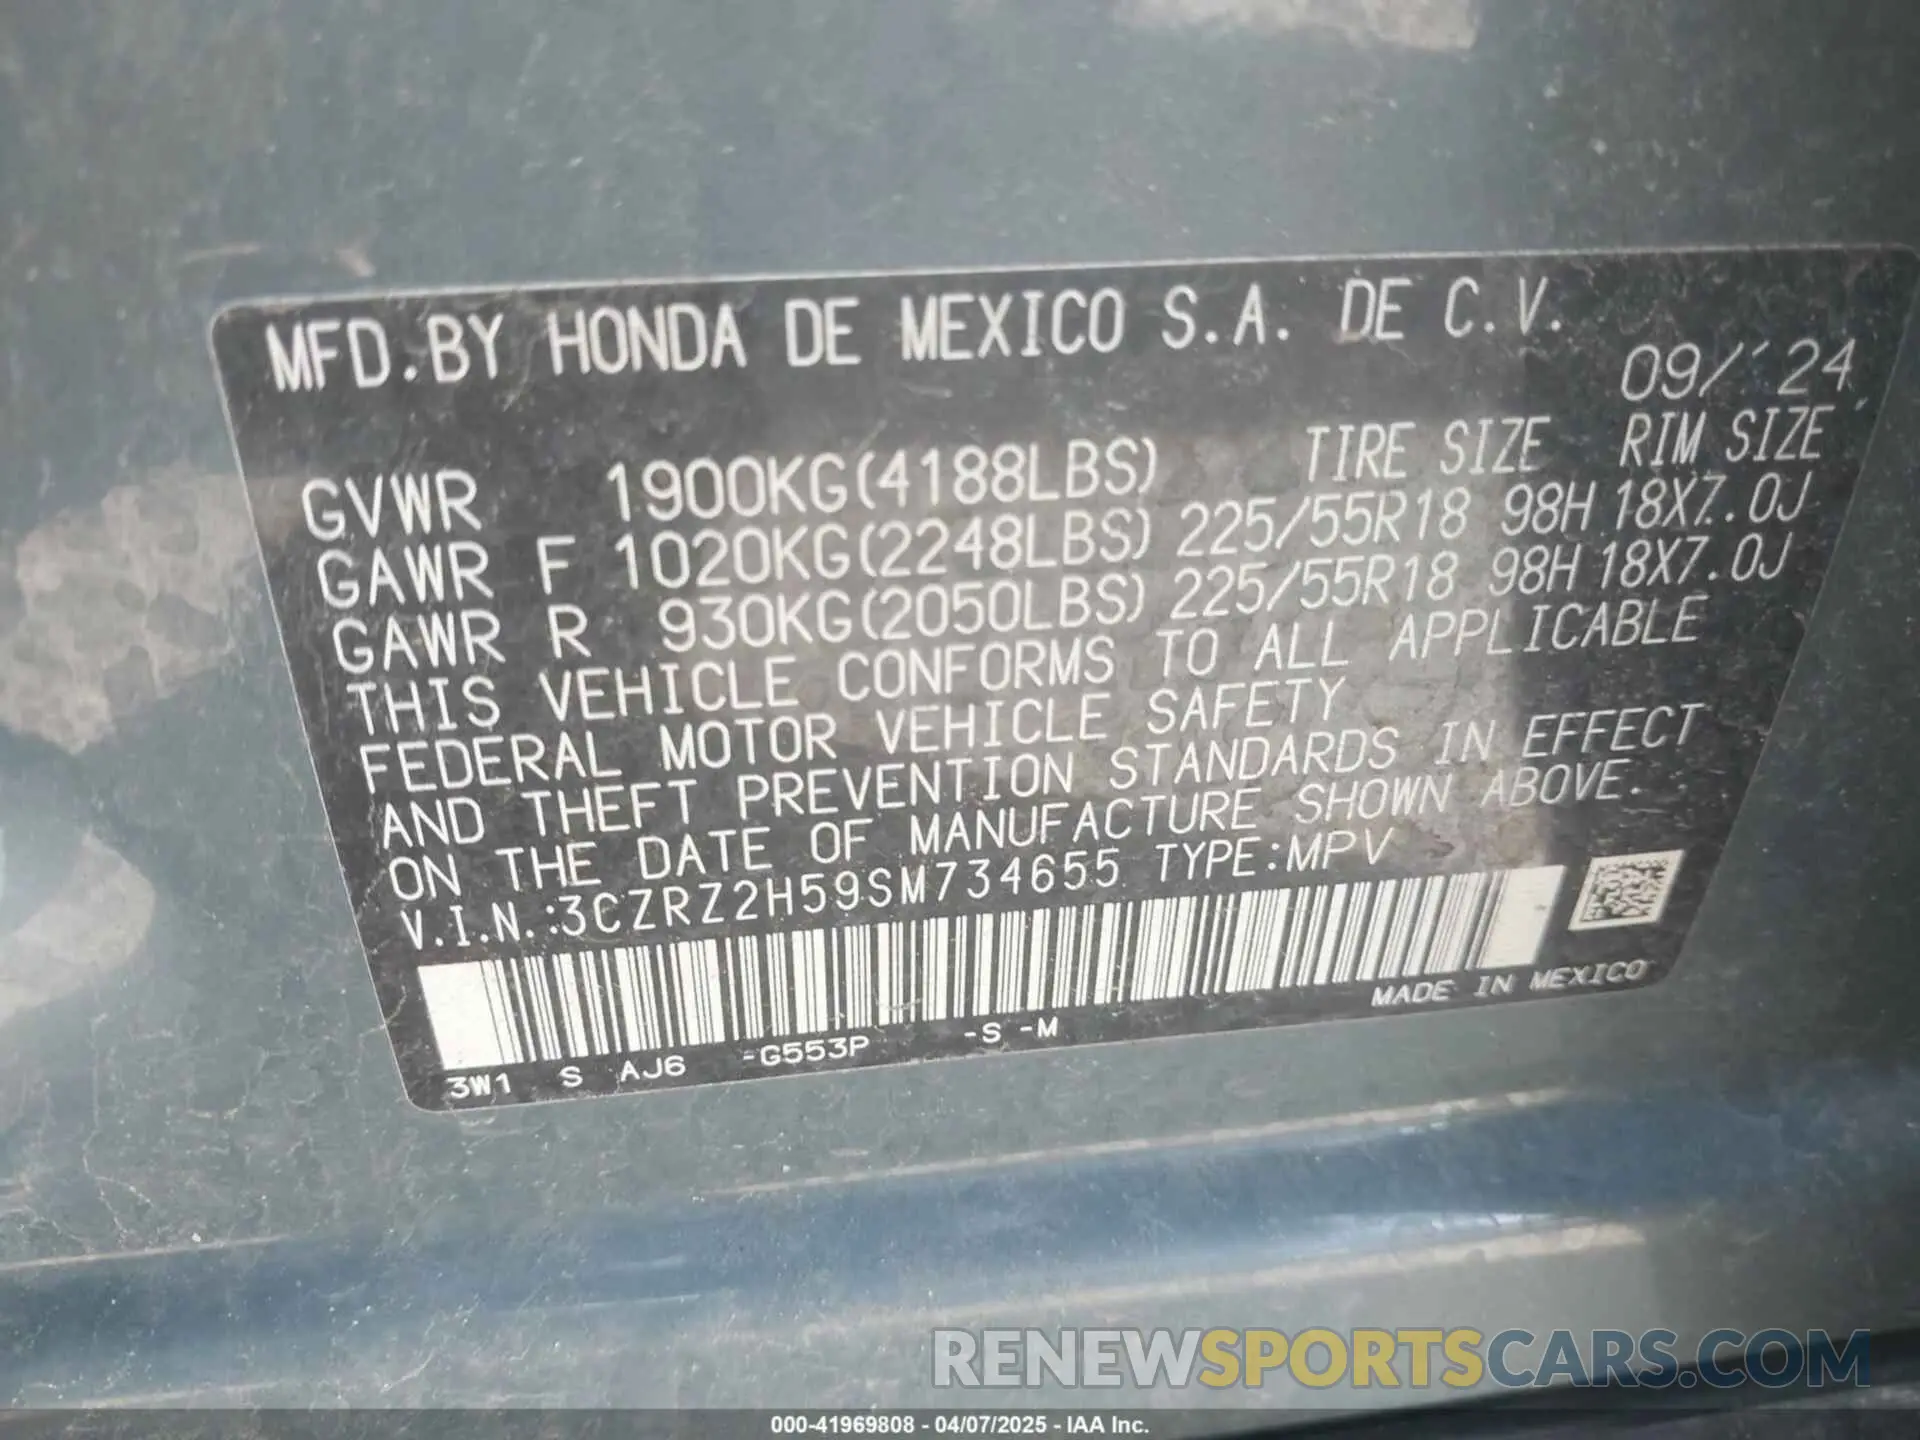 MFD.BY HONDA DE MEXICO S.A. DE C.V.
09/'24
TIRE SIZE RIM SIZE
GVWR 1900KG(4188LBS)
GAWR F 1020KG(2248LBS) 225/55R18 98H 18X7.0J
GAWR R 930KG(2050LBS) 225/55R18 98H 18X7.0J
THIS VEHICLE CONFORMS TO ALL APPLICABLE
FEDERAL MOTOR VEHICLE SAFETY
AND THEFT PREVENTION STANDARDS IN EFFECT
ON THE DATE OF MANUFACTURE SHOWN ABOVE.
V.I.N.:3CZRZ2H59SM734655 TYPE:MPV
MADE IN MEXICO
3W1 S AJ6 -G553P -S -M
RENEWSPORTSCARS.COM
000-41969808 - 04/07/2025 - IAA Inc.